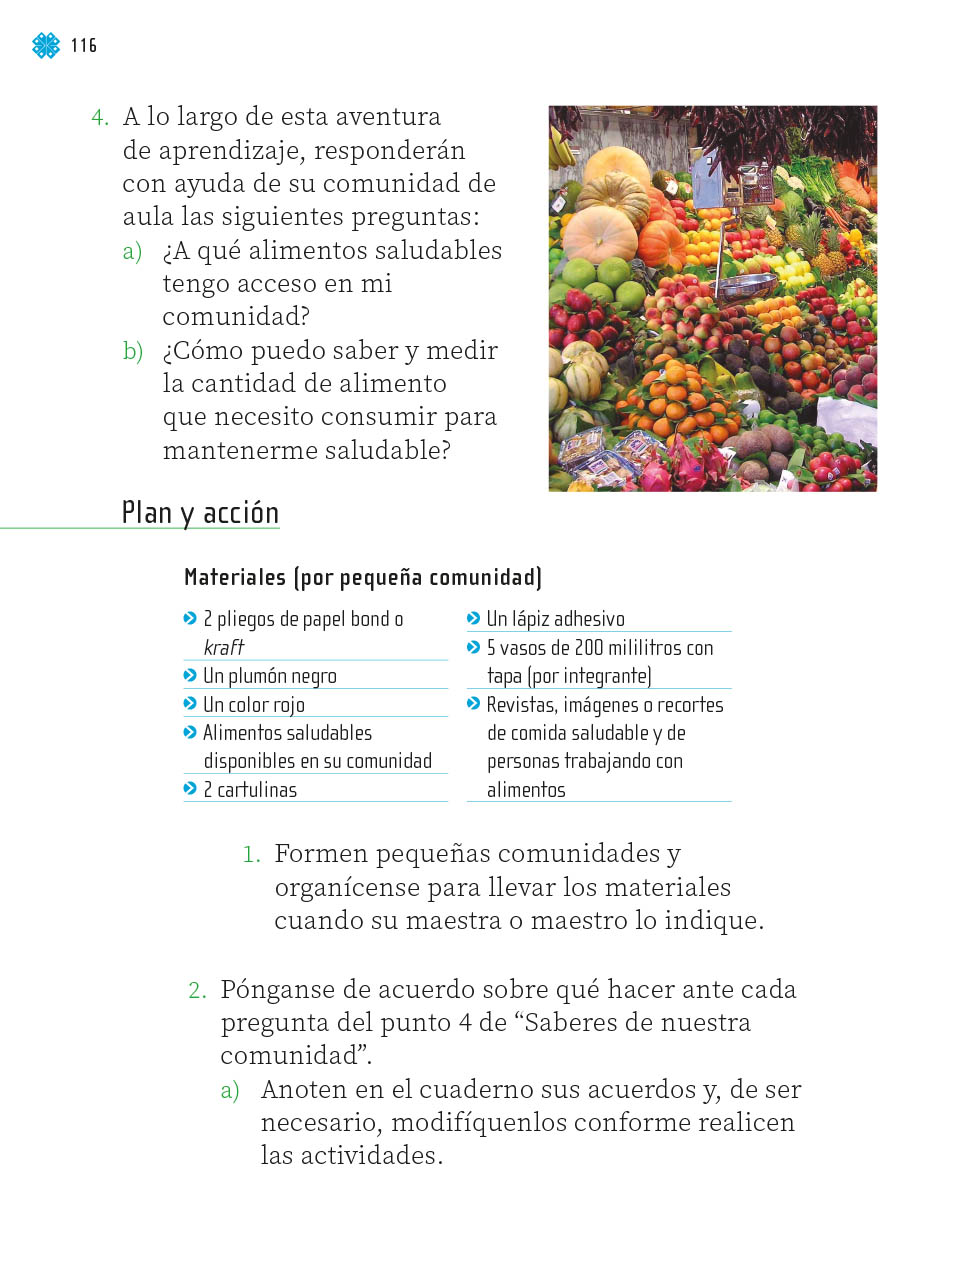 116
4. A lo largo de esta aventura
de aprendizaje, responderán
con ayuda de su comunidad de
aula las siguientes preguntas:
a) ¿A qué alimentos saludables
tengo acceso en mi
comunidad?
b) ¿Cómo puedo saber y medir
la cantidad de alimento
que necesito consumir para
mantenerme saludable?
Plan y acción
Materiales (por pequeña comunidad)
2 pliegos de papel bond o
kraft
Un plumón negro
Un color rojo
Alimentos saludables
disponibles en su comunidad
2 cartulinas
Un lápiz adhesivo
5 vasos de 200 mililitros con
tapa (por integrante)
Revistas, imágenes o recortes
de comida saludable y de
personas trabajando con
alimentos
1. Formen pequeñas comunidades y
organícense para llevar los materiales
cuando su maestra o maestro lo indique.
2. Pónganse de acuerdo sobre qué hacer ante cada
pregunta del punto 4 de “Saberes de nuestra
comunidad”.
a) Anoten en el cuaderno sus acuerdos y, de ser
necesario, modifíquenlos conforme realicen
las actividades.